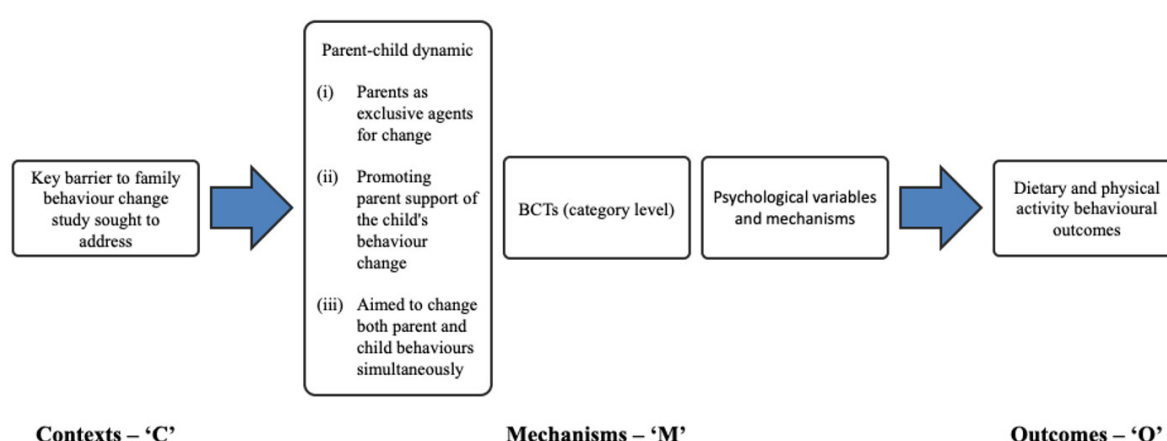 Key barrier to family
behaviour change
study sought to
address
Parent-child dynamic
(i) Parents as
exclusive agents
for change
(ii) Promoting
parent support of
the child's
behaviour
change
(iii) Aimed to change
both parent and
child behaviours
simultaneously
BCTs (category level)
Psychological variables
and mechanisms
Dietary and physical
activity behavioural
outcomes
Contexts – ‘C’
Mechanisms – ‘M’
Outcomes – ‘O’